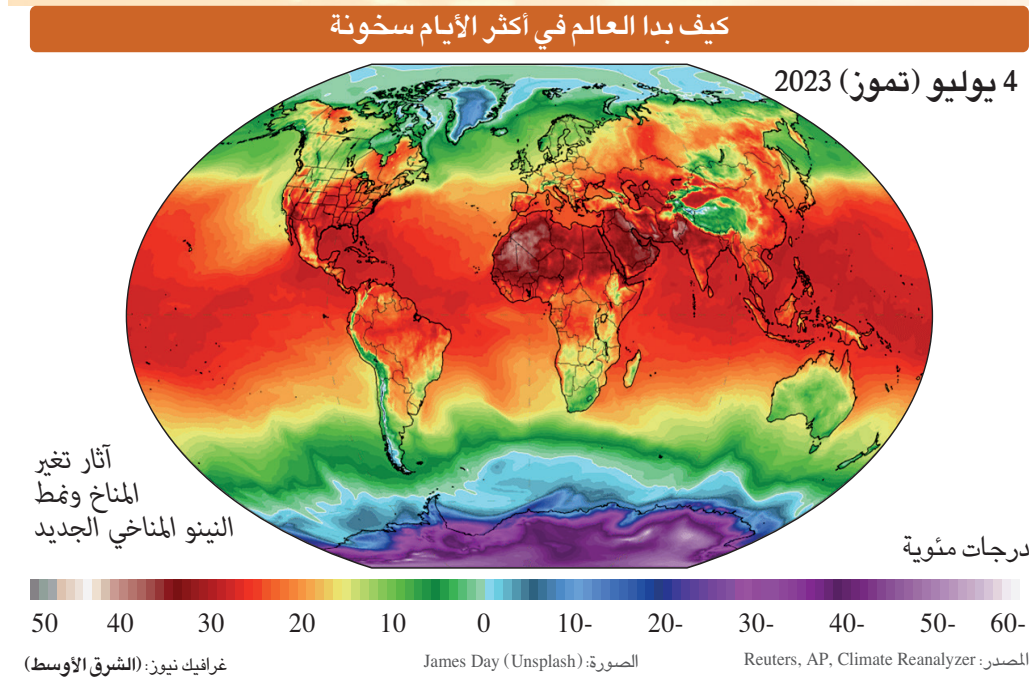 كيف بدا العالم في أكثر الأيام سخونة
4 يوليو (تموز) 2023
آثار تغير
المناخ ونمط
النينو المناخي الجديد
درجات مئوية
50 40 30 20 10 0 10- 20- 30- 40- 50- 60-
المصدر: Reuters, AP, Climate Reanalyzer
الصورة: James Day (Unsplash)
غرافيك نيوز: (الشرق الأوسط)